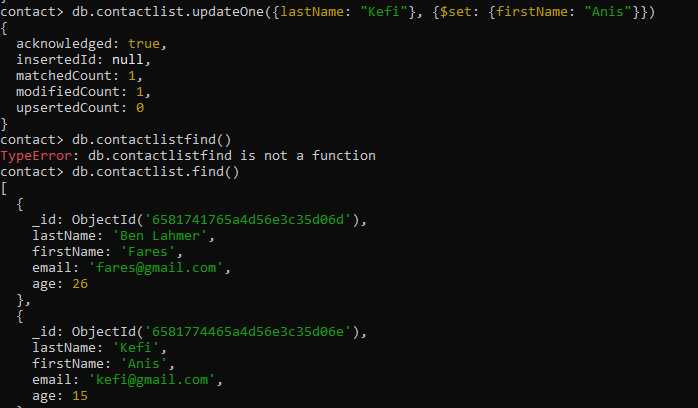 contact> db.contactlist.updateOne({lastName: "Kefi"}, {$set: {firstName: "Anis"}})
{
  acknowledged: true,
  insertedId: null,
  matchedCount: 1,
  modifiedCount: 1,
  upsertedCount: 0
}
contact> db.contactlistfind()
TypeError: db.contactlistfind is not a function
contact> db.contactlist.find()
[
  {
    _id: ObjectId('6581741765a4d56e3c35d06d'),
    lastName: 'Ben Lahmer',
    firstName: 'Fares',
    email: 'fares@gmail.com',
    age: 26
  },
  {
    _id: ObjectId('6581774465a4d56e3c35d06e'),
    lastName: 'Kefi',
    firstName: 'Anis',
    email: 'kefi@gmail.com',
    age: 15